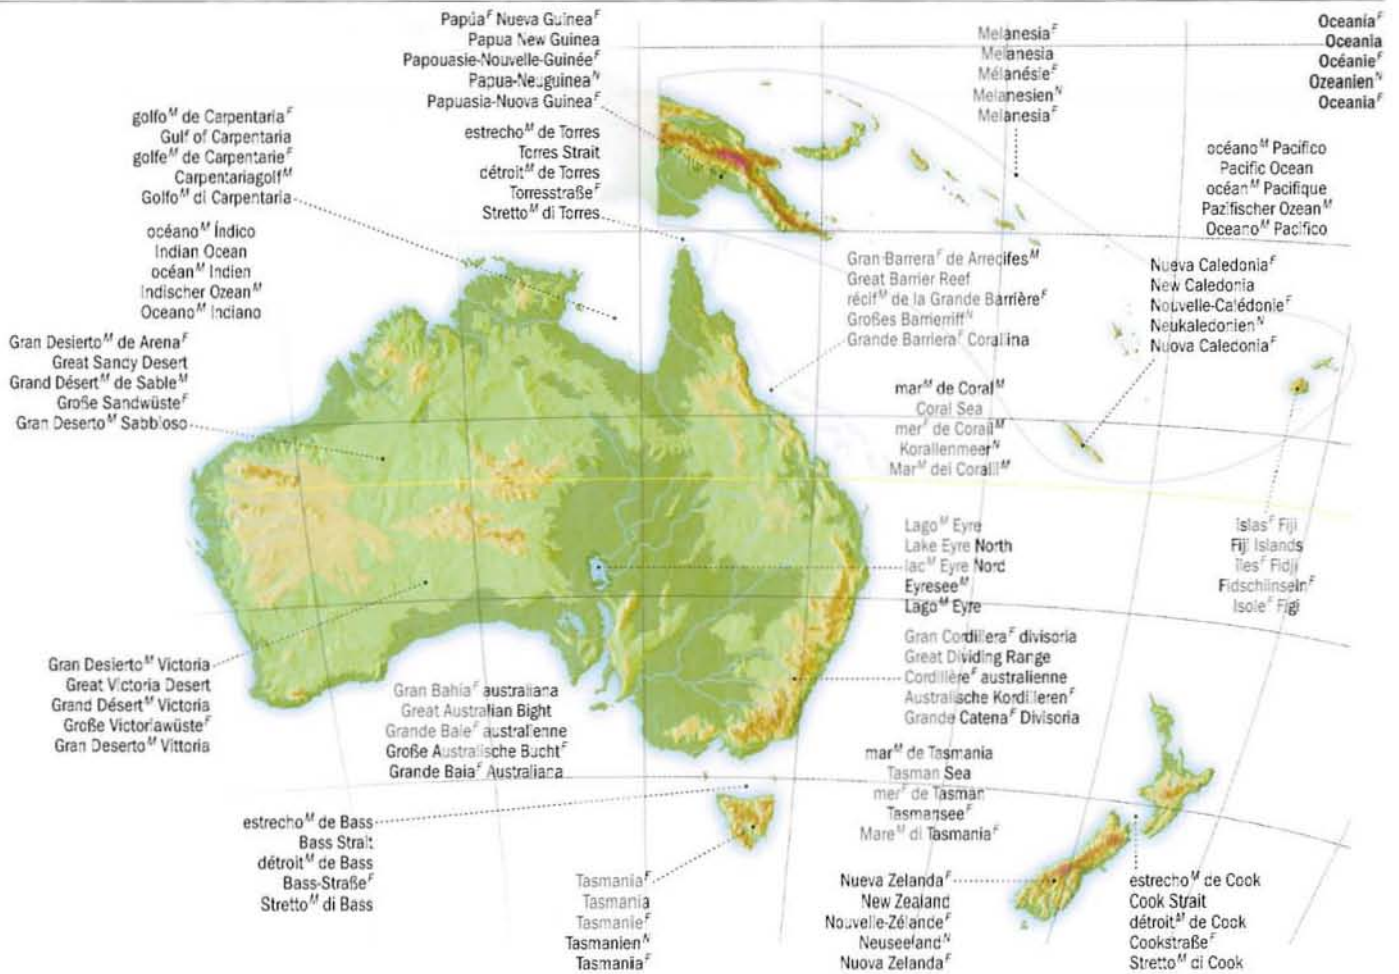 Papúa^F Nueva Guinea^F
Papua New Guinea
Papouasie-Nouvelle-Guinée^F
Papua-Neuguinea^N
Papuasia-Nuova Guinea^F
Melanesia^F
Melanesia
Mélanésie^F
Melanesien^N
Melanesia^F
Oceanía^F
Oceania
Océanie^F
Ozeanien^N
Oceania^F
golfo^M de Carpentaria^F
Gulf of Carpentaria
golfe^M de Carpentarie^F
Carpentariagolf^M
Golfo^M di Carpentaria
estrecho^M de Torres
Torres Strait
détroit^M de Torres
Torresstraße^F
Stretto^M di Torres
océano^M Pacífico
Pacific Ocean
océan^M Pacifique
Pazifischer Ozean^M
Oceano^M Pacifico
océano^M Índico
Indian Ocean
océan^M Indien
Indischer Ozean^M
Oceano^M Indiano
Gran Barrera^F de Arrecifes^M
Great Barrier Reef
récif^M de la Grande Barrière^F
Großes Barrierriff^N
Grande Barriera^F Corallina
Nueva Caledonia^F
New Caledonia
Nouvelle-Calédonie^F
Neukaledonien^N
Nuova Caledonia^F
Gran Desierto^M de Arena^F
Great Sandy Desert
Grand Désert^M de Sable^M
Große Sandwüste^F
Gran Deserto^M Sabbioso
mar^M de Coral^M
Coral Sea
mer^F de Corail^M
Korallenmeer^N
Mar^M dei Coralli^M
Lago^M Eyre
Lake Eyre North
lac^M Eyre Nord
Eyresee^M
Lago^M Eyre
Islas^F Fiji
Fiji Islands
îles^F Fidji
Fidschiinseln^F
Isole^F Figi
Gran Cordillera^F divisoria
Great Dividing Range
Cordillère^F australienne
Australische Kordilleren^F
Grande Catena^F Divisoria
Gran Desierto^M Victoria
Great Victoria Desert
Grand Désert^M Victoria
Große Victoriawüste^F
Gran Deserto^M Vittoria
Gran Bahía^F australiana
Great Australian Bight
Grande Baie^F australienne
Große Australische Bucht^F
Grande Baia^F Australiana
mar^M de Tasmania
Tasman Sea
mer^F de Tasman
Tasmansee^F
Mare^M di Tasmania^F
estrecho^M de Bass
Bass Strait
détroit^M de Bass
Bass-Straße^F
Stretto^M di Bass
Tasmania^F
Tasmania
Tasmanie^F
Tasmanien^N
Tasmania^F
Nueva Zelanda^F
New Zealand
Nouvelle-Zélande^F
Neuseeland^N
Nuova Zelanda^F
estrecho^M de Cook
Cook Strait
détroit^M de Cook
Cookstraße^F
Stretto^M di Cook